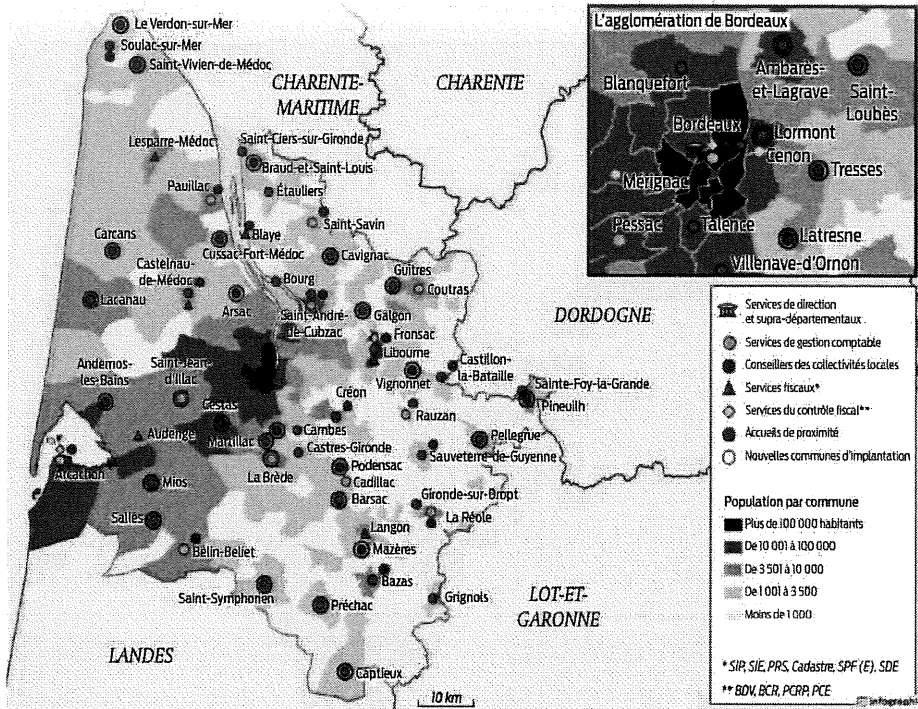 Le Verdon-sur-Mer
Soulac-sur-Mer
Saint-Vivien-de-Médoc
CHARENTE-
MARITIME
CHARENTE
Lesparre-Médoc
Saint-Ciers-sur-Gironde
Braud-et-Saint-Louis
Pauillac
Étauliers
Saint-Savin
Blaye
Carcans
Cussac-Fort-Médoc
Cavignac
Castelnau-
de-Médoc
Bourg
Guîtres
Coutras
Lacanau
Arsac
Saint-André-
de-Cubzac
Galgon
DORDOGNE
Fronsac
Libourne
Andernos-
les-Bains
Saint-Jean-
d'Illac
Castillon-
la-Bataille
Vignonnet
Sainte-Foy-la-Grande
Pineuilh
Créon
Cestas
Rauzan
Audenge
Cambes
Martillac
Pellegrue
Castres-Gironde
Sauveterre-de-Guyenne
Arcachon
La Brède
Podensac
Mios
Cadillac
Gironde-sur-Dropt
Barsac
La Réole
Salles
Langon
Belin-Beliet
Mazères
Bazas
Saint-Symphorien
Grignols
LOT-ET-
GARONNE
Préchac
LANDES
Captieux
10 km
L'agglomération de Bordeaux
Blanquefort
Ambarès-
et-Lagrave
Saint-
Loubès
Bordeaux
Lormont
Cenon
Tresses
Mérignac
Pessac
Talence
Latresne
Villenave-d'Ornon
Services de direction
et supra-départementaux
Services de gestion comptable
Conseillers des collectivités locales
Services fiscaux*
Services du contrôle fiscal**
Accueils de proximité
Nouvelles communes d'implantation
Population par commune
Plus de 100 000 habitants
De 10 001 à 100 000
De 3 501 à 10 000
De 1 001 à 3 500
Moins de 1 000
* SIP, SIE, PRS, Cadastre, SPF (E), SDE
** BDV, BCR, PCRP, PCE